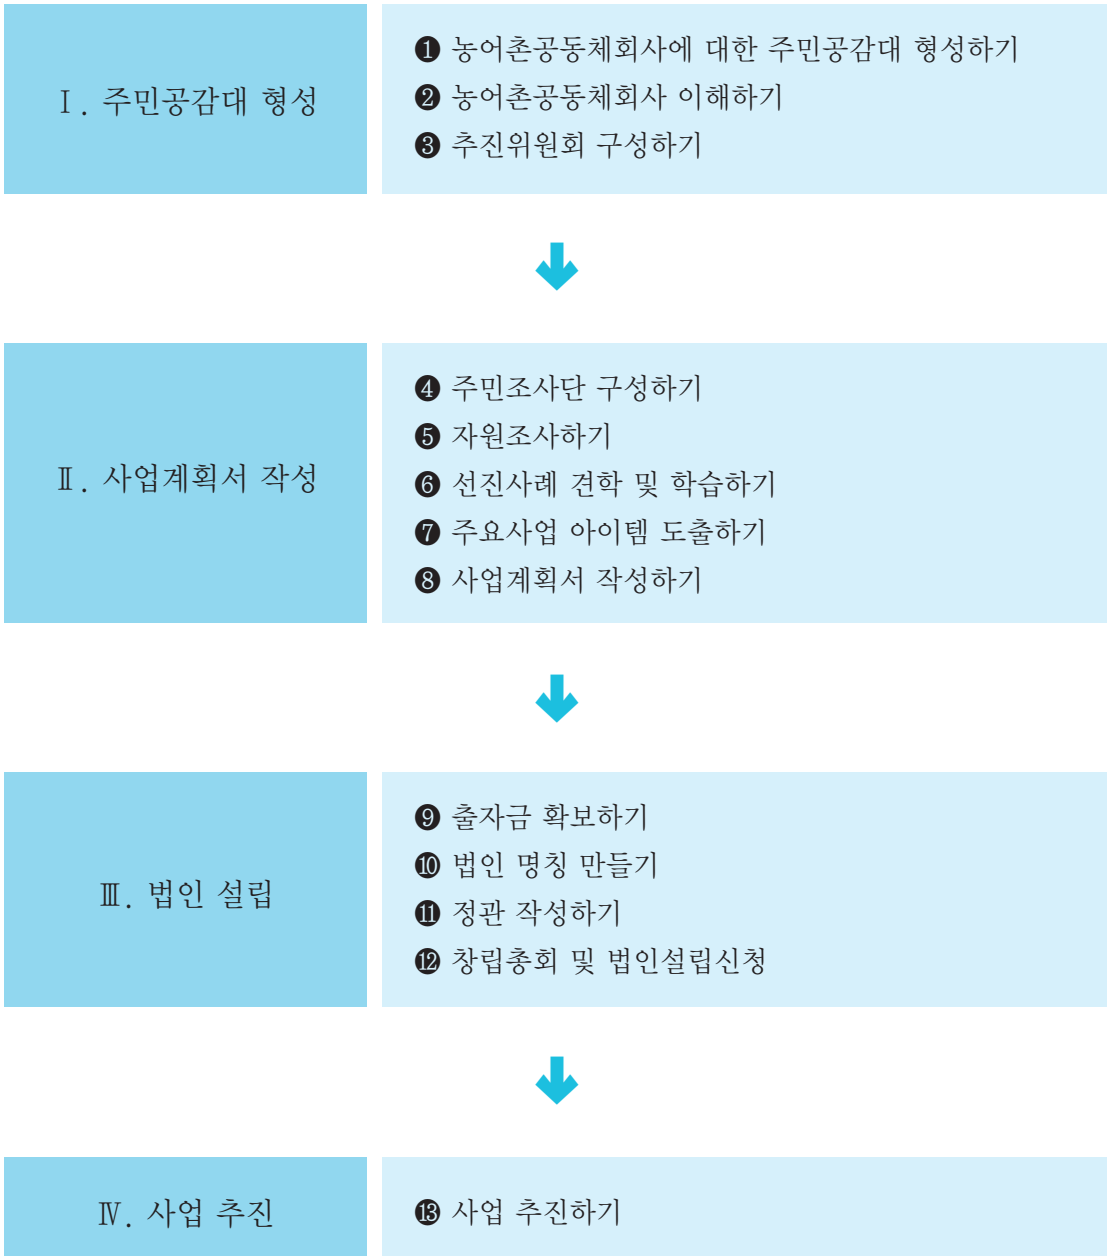 Ⅰ. 주민공감대 형성
❶ 농어촌공동체회사에 대한 주민공감대 형성하기
❷ 농어촌공동체회사 이해하기
❸ 추진위원회 구성하기
Ⅱ. 사업계획서 작성
❹ 주민조사단 구성하기
❺ 자원조사하기
❻ 선진사례 견학 및 학습하기
❼ 주요사업 아이템 도출하기
❽ 사업계획서 작성하기
Ⅲ. 법인 설립
❾ 출자금 확보하기
❿ 법인 명칭 만들기
⓫ 정관 작성하기
⓬ 창립총회 및 법인설립신청
Ⅳ. 사업 추진
⓭ 사업 추진하기